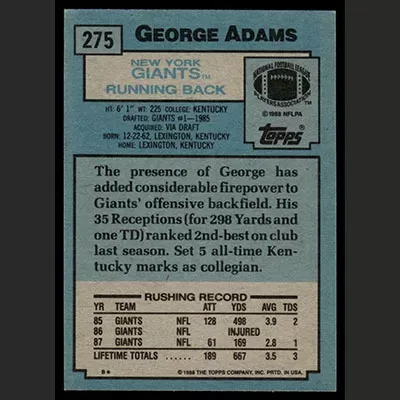 275 GEORGE ADAMS
NEW YORK
GIANTS™
RUNNING BACK
NATIONAL FOOTBALL LEAGUE
PLAYERS ASSOCIATION
© 1988 NFLPA
Topps
HT: 6' 1" WT: 225 COLLEGE: KENTUCKY
DRAFTED: GIANTS #1—1985
ACQUIRED: VIA DRAFT
BORN: 12-22-62, LEXINGTON, KENTUCKY
HOME: LEXINGTON, KENTUCKY
The presence of George has
added considerable firepower to
Giants' offensive backfield. His
35 Receptions (for 298 Yards and
one TD) ranked 2nd-best on club
last season. Set 5 all-time Ken-
tucky marks as collegian.
RUSHING RECORD
YR TEAM ATT YDS AVG TDS
85 GIANTS NFL 128 498 3.9 2
86 GIANTS NFL INJURED
87 GIANTS NFL 61 169 2.8 1
LIFETIME TOTALS 189 667 3.5 3
B* © 1988 THE TOPPS COMPANY, INC. PRTD. IN U.S.A.